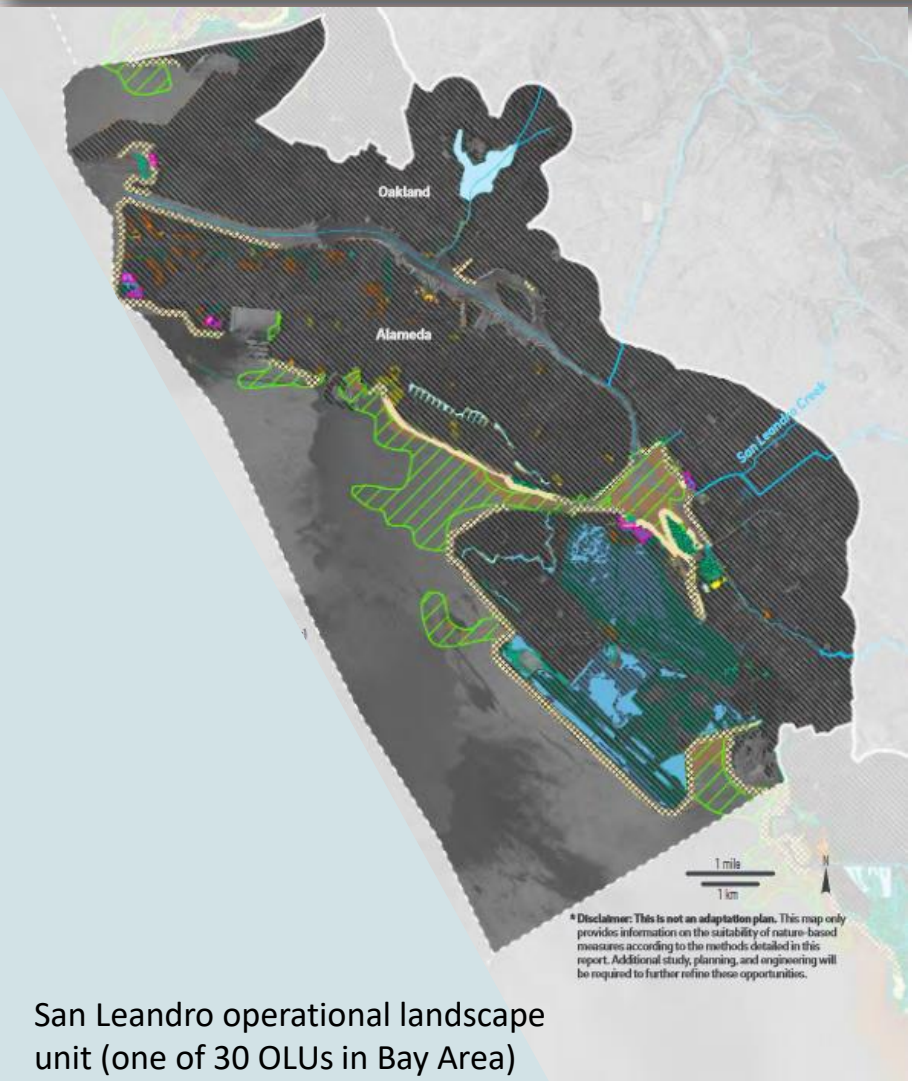 Oakland
Alameda
San Leandro Creek
1 mile
N
1 km
* Disclaimer: This is not an adaptation plan. This map only
provides information on the suitability of nature-based
measures according to the methods detailed in this
report. Additional study, planning, and engineering will
be required to further refine these opportunities.
San Leandro operational landscape
unit (one of 30 OLUs in Bay Area)